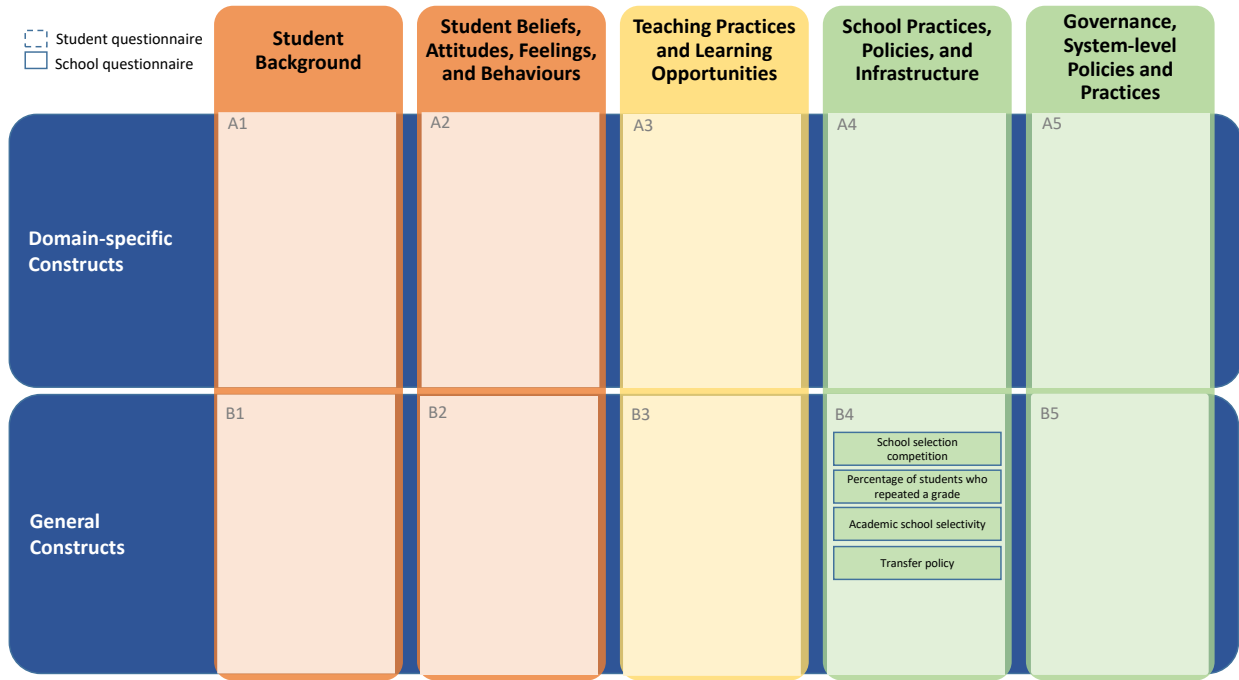 Student questionnaire
School questionnaire
Student
Background
Student Beliefs,
Attitudes, Feelings,
and Behaviours
Teaching Practices
and Learning
Opportunities
School Practices,
Policies, and
Infrastructure
Governance,
System-level
Policies and
Practices
Domain-specific
Constructs
A1
A2
A3
A4
A5
General
Constructs
B1
B2
B3
B4
School selection
competition
Percentage of students who
repeated a grade
Academic school selectivity
Transfer policy
B5